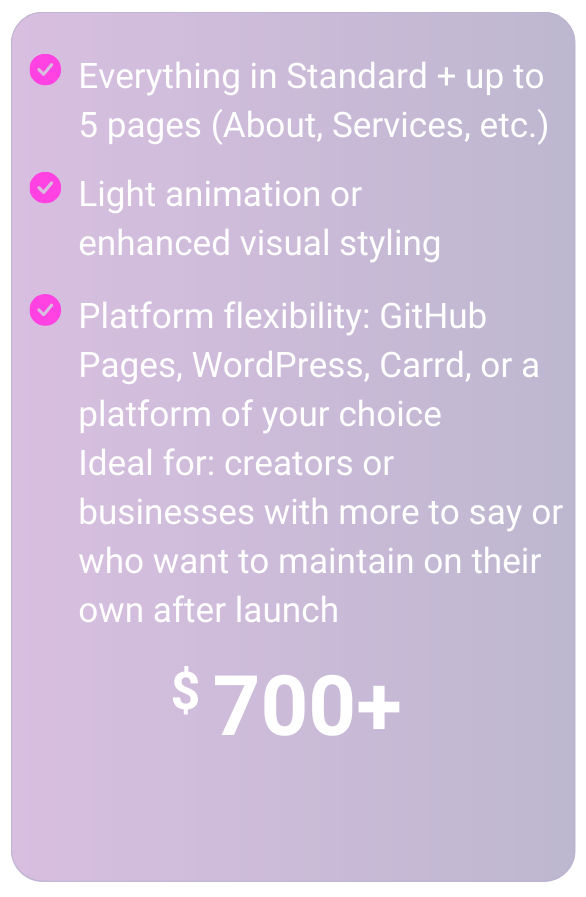 Everything in Standard + up to
5 pages (About, Services, etc.)
Light animation or
enhanced visual styling
Platform flexibility: GitHub
Pages, WordPress, Carrd, or a
platform of your choice
Ideal for: creators or
businesses with more to say or
who want to maintain on their
own after launch
$ 700+